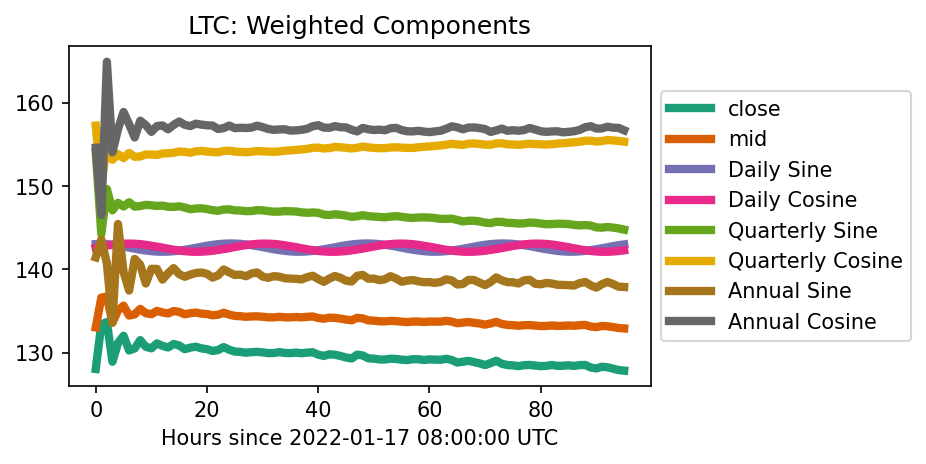 LTC: Weighted Components
160
150
140
130
0 20 40 60 80
Hours since 2022-01-17 08:00:00 UTC
close
mid
Daily Sine
Daily Cosine
Quarterly Sine
Quarterly Cosine
Annual Sine
Annual Cosine